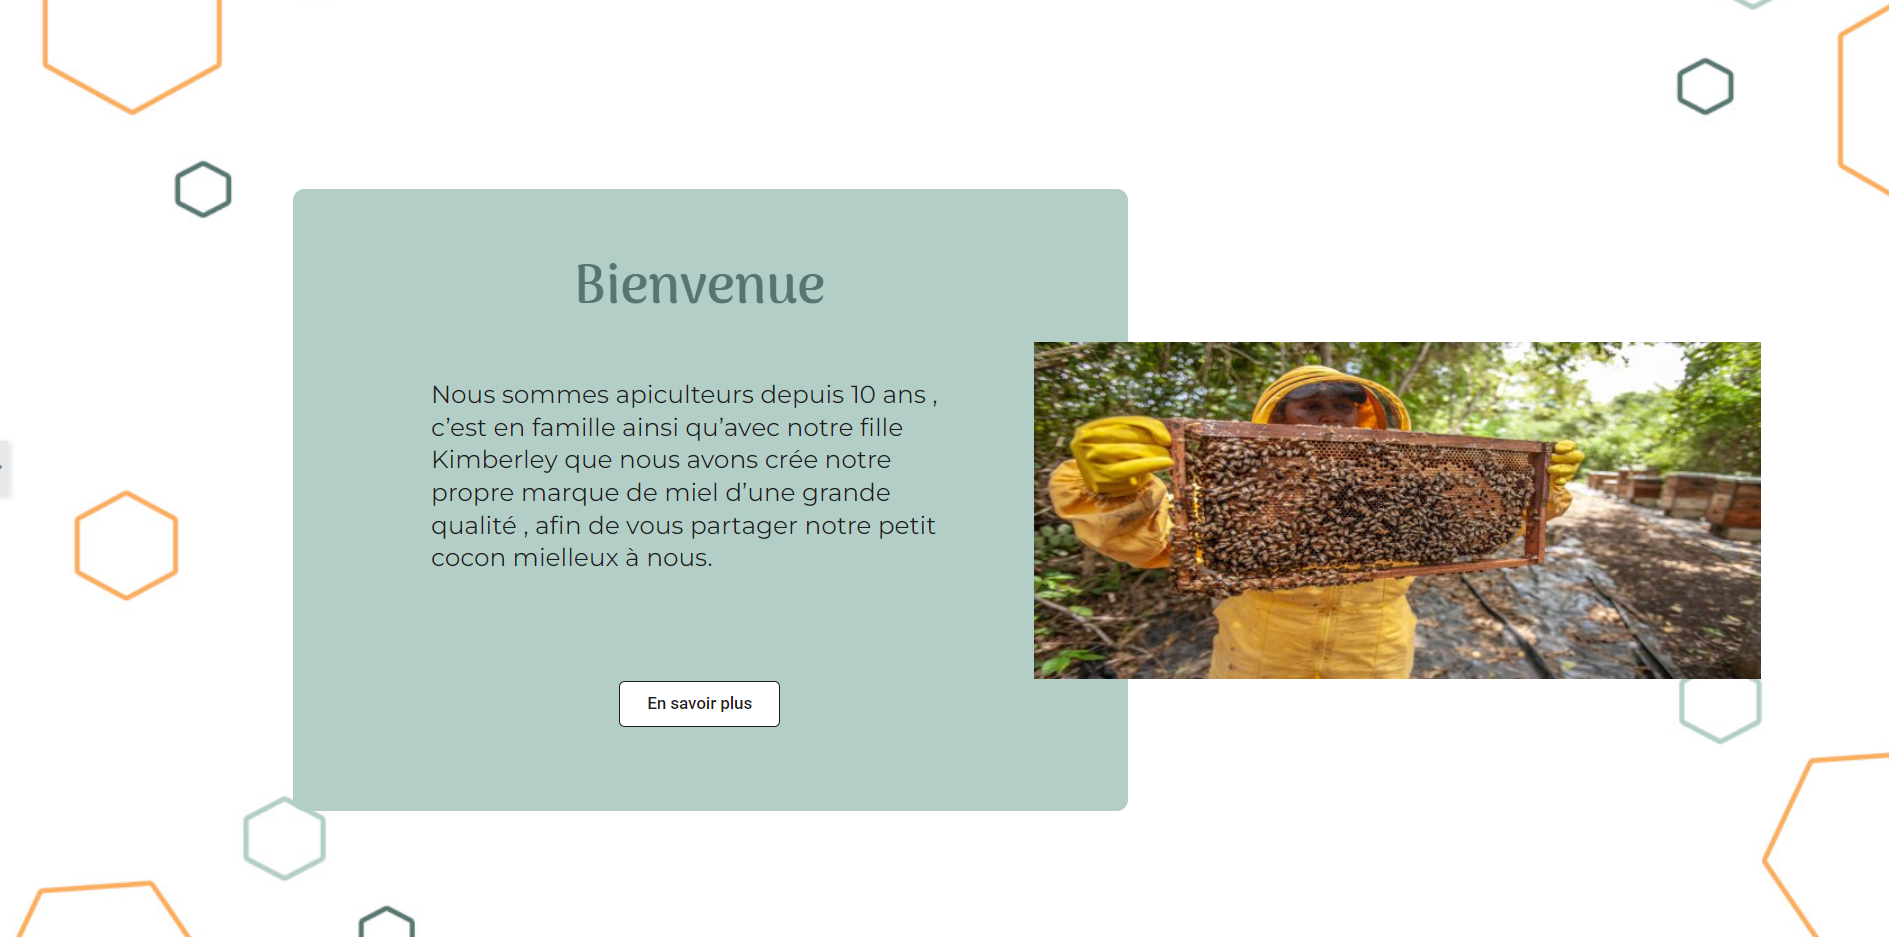 Bienvenue
Nous sommes apiculteurs depuis 10 ans ,
c’est en famille ainsi qu’avec notre fille
Kimberley que nous avons crée notre
propre marque de miel d’une grande
qualité , afin de vous partager notre petit
cocon mielleux à nous.
En savoir plus